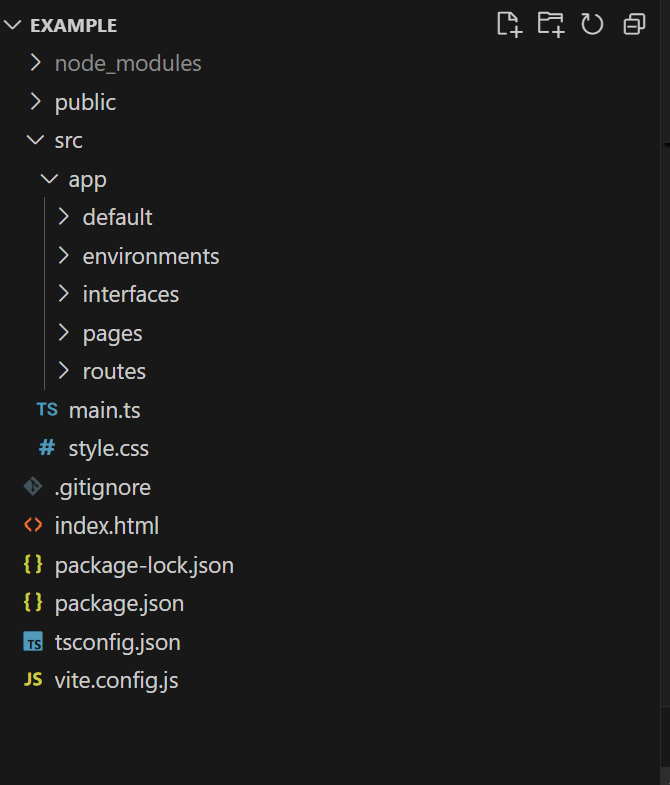 EXAMPLE
node_modules
public
src
app
default
environments
interfaces
pages
routes
TS main.ts
# style.css
.gitignore
<> index.html
{} package-lock.json
{} package.json
TS tsconfig.json
JS vite.config.js